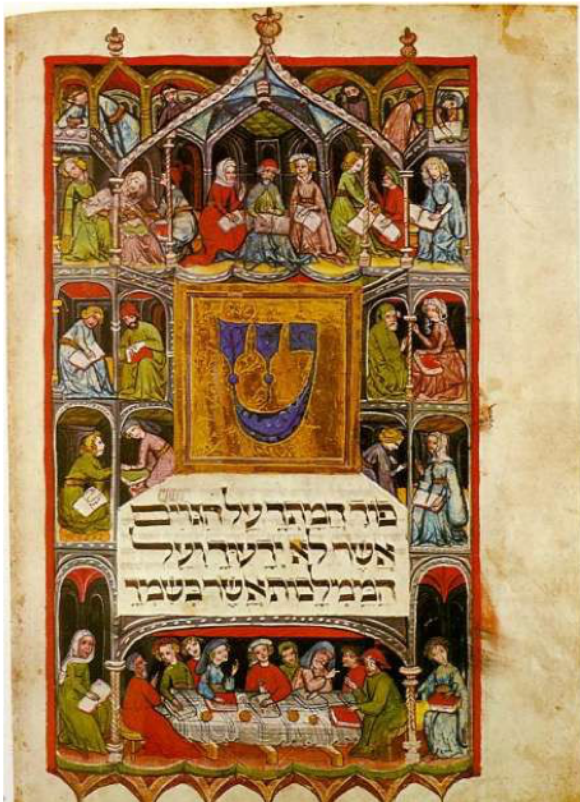 ש
פוך חמתך על הגוים
אשר לא ידעוך ועל
הממלכות אשר בשמך